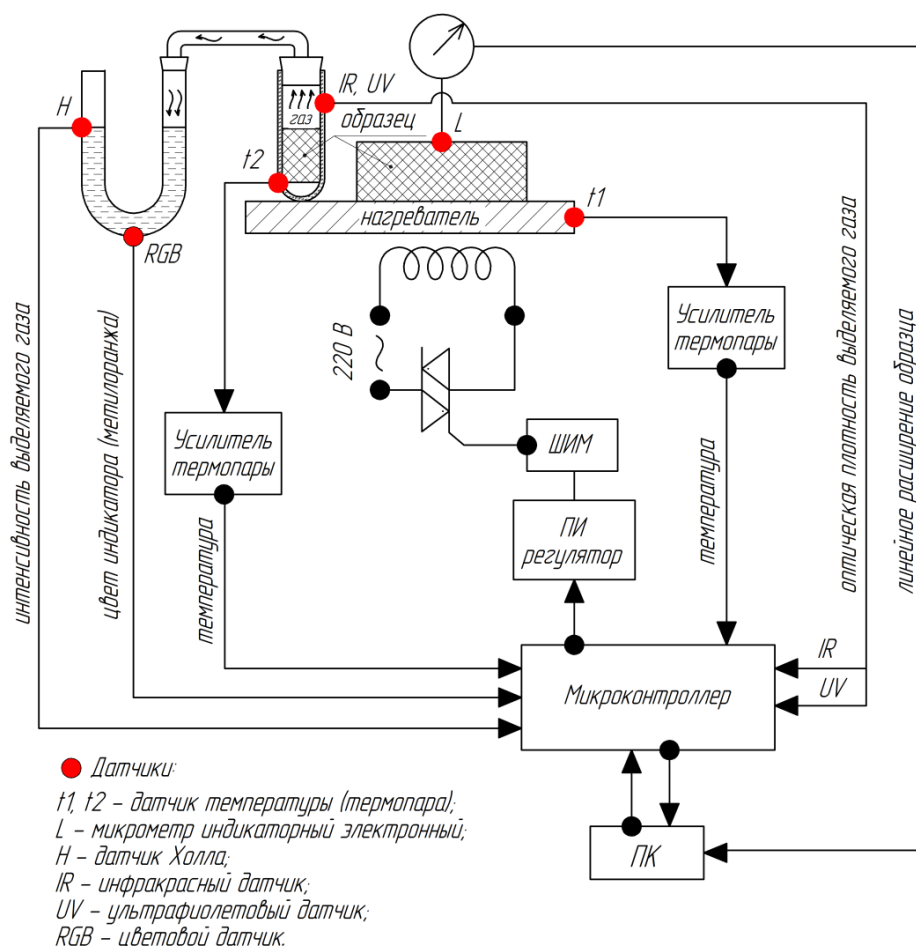 H
IR, UV
газ
образец
L
t2
t1
нагреватель
RGB
220 В
~
Усилитель
термопары
Усилитель
термопары
ШИМ
ПИ
регулятор
интенсивность выделяемого газа
цвет индикатора (метилоранжа)
температура
температура
оптическая плотность выделяемого газа
линейное расширение образца
IR
UV
Микроконтроллер
ПК
Датчики:
t1, t2 – датчик температуры (термопара);
L – микрометр индикаторный электронный;
H – датчик Холла;
IR – инфракрасный датчик;
UV – ультрафиолетовый датчик;
RGB – цветовой датчик.